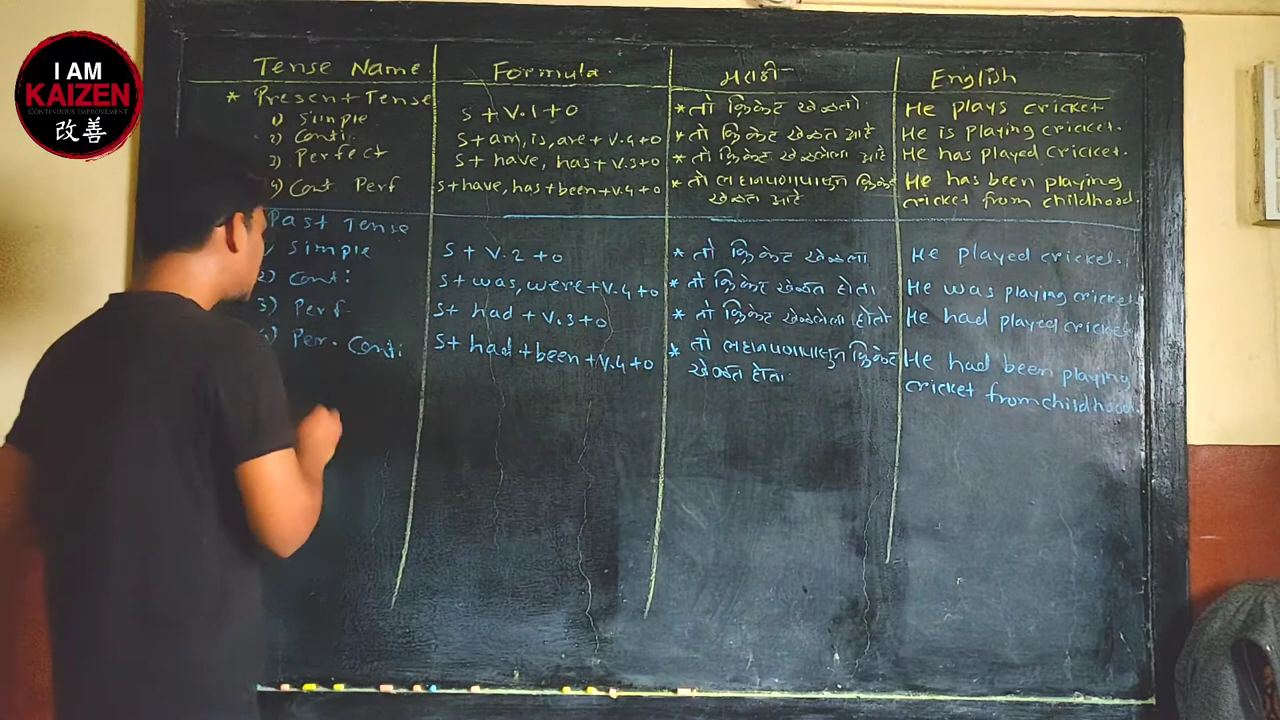 I AM
KAIZEN
CONTINUOUS IMPROVEMENT
改善
Tense Name Formula मराठी English
* Present Tense
1) Simple S + V.1 + O * तो क्रिकेट खेळतो He plays cricket
2) Conti. S + am, is, are + V.4 + O * तो क्रिकेट खेळत आहे He is playing cricket.
3) Perfect S + have, has + V.3 + O * तो क्रिकेट खेळलेला आहे He has played cricket.
4) Cont Perf S + have, has + been + V.4 + O * तो लहानपणापासून क्रिकेट He has been playing
खेळत आहे cricket from childhood.
Past Tense
1) Simple S + V.2 + O * तो क्रिकेट खेळला He played cricket.
2) Conti: S + was, were + V.4 + O * तो क्रिकेट खेळत होता He was playing cricket.
3) Perf. S + had + V.3 + O * तो क्रिकेट खेळलेला होतो He had played cricket
4) Per. Conti: S + had + been + V.4 + O * तो लहानपणापासून क्रिकेट He had been playing
खेळत होता. cricket from childhood.